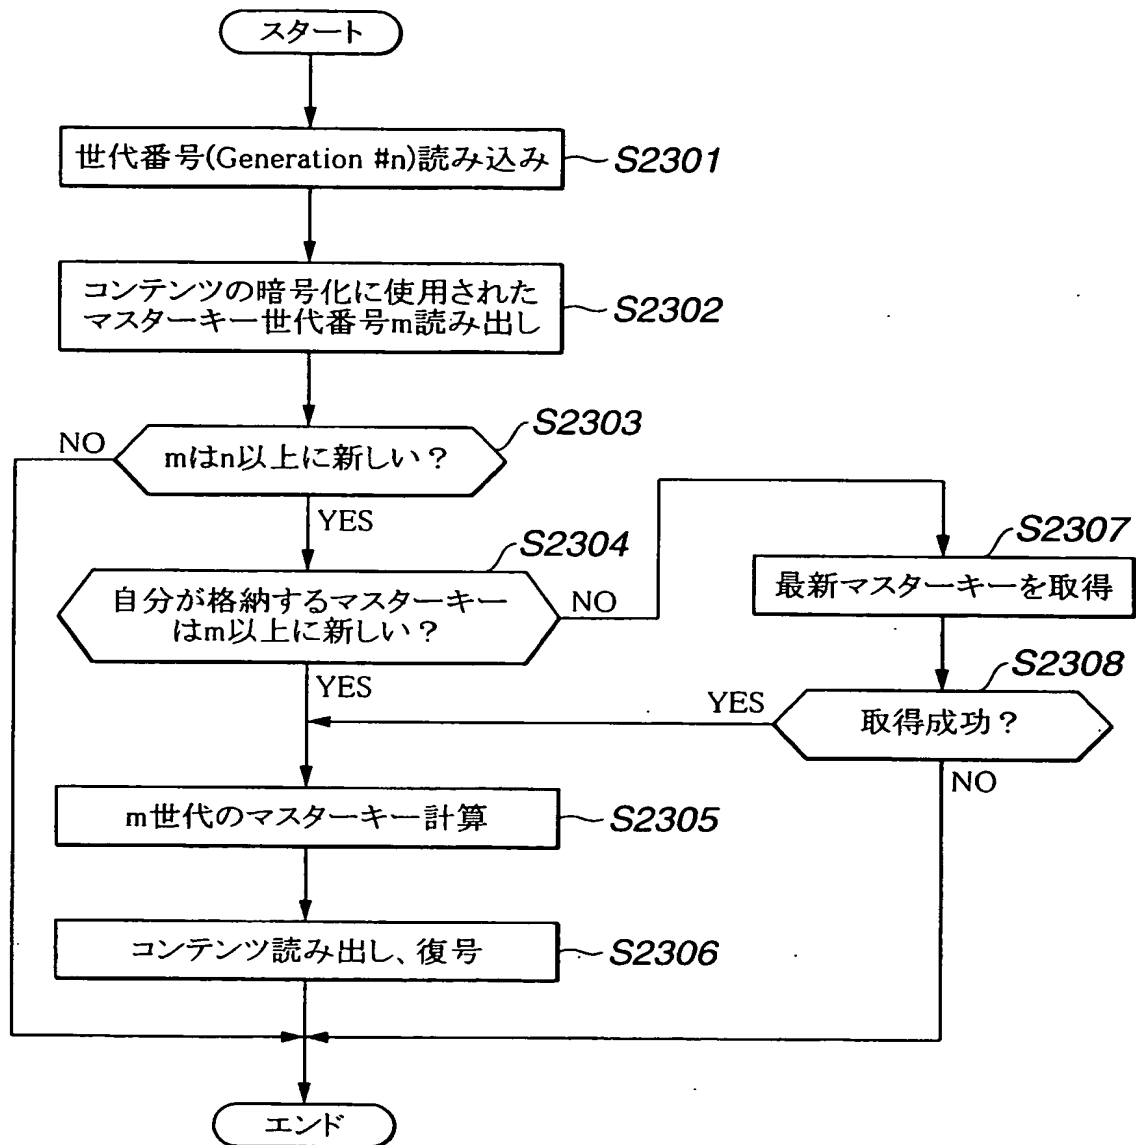 スタート
世代番号(Generation #n)読み込み
S2301
コンテンツの暗号化に使用された
マスターキー世代番号m読み出し
S2302
S2303
NO
mはn以上に新しい？
YES
S2304
自分が格納するマスターキー
はm以上に新しい？
NO
S2307
最新マスターキーを取得
YES
S2308
YES
取得成功？
NO
m世代のマスターキー計算
S2305
コンテンツ読み出し、復号
S2306
エンド